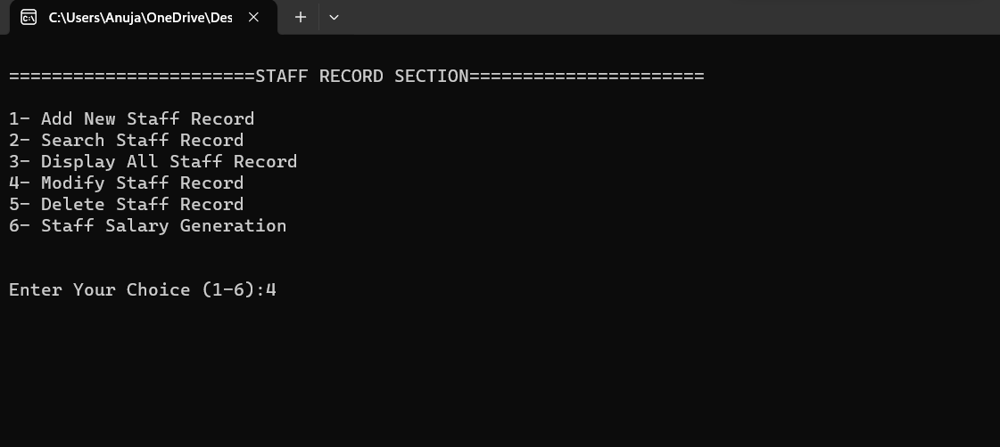 C:\Users\Anuja\OneDrive\Des
=======================STAFF RECORD SECTION======================
1- Add New Staff Record
2- Search Staff Record
3- Display All Staff Record
4- Modify Staff Record
5- Delete Staff Record
6- Staff Salary Generation
Enter Your Choice (1-6):4